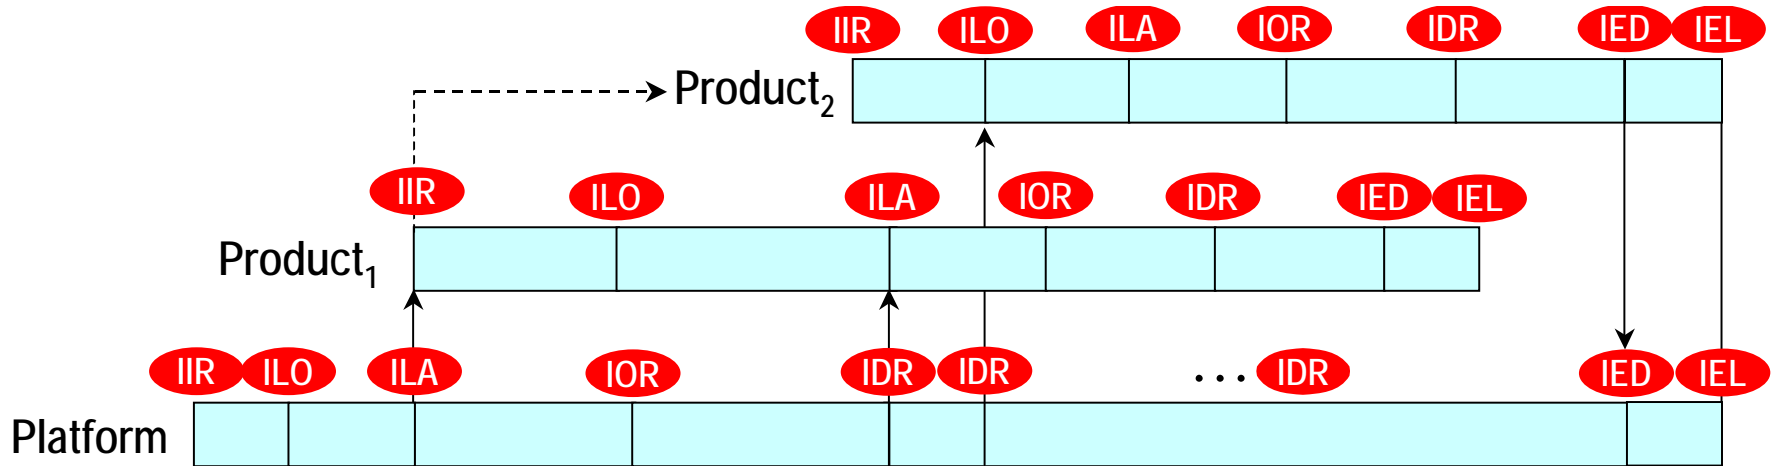 IIR ILO ILA IOR IDR IED IEL
Product2
IIR ILO ILA IOR IDR IED IEL
Product1
IIR ILO ILA IOR IDR IDR ... IDR IED IEL
Platform